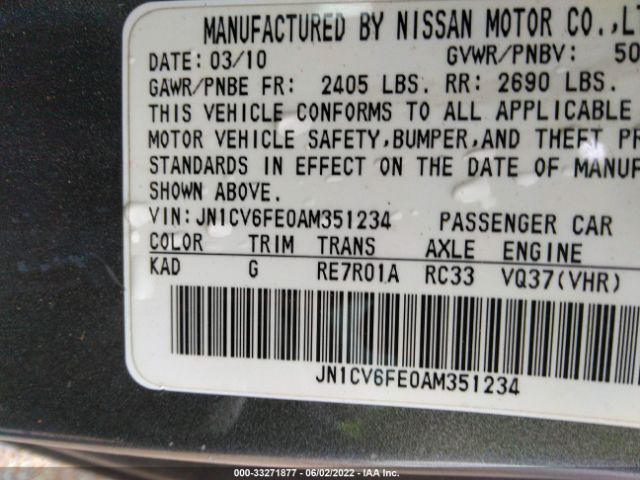 MANUFACTURED BY NISSAN MOTOR CO.,
DATE: 03/10 GVWR/PNBV: 50
GAWR/PNBE FR: 2405 LBS. RR: 2690 LBS.
THIS VEHICLE CONFORMS TO ALL APPLICABLE
MOTOR VEHICLE SAFETY,BUMPER,AND THEFT PR
STANDARDS IN EFFECT ON THE DATE OF MANUF
SHOWN ABOVE.
VIN:JN1CV6FE0AM351234 PASSENGER CAR
COLOR TRIM TRANS AXLE ENGINE
KAD G RE7R01A RC33 VQ37(VHR)
JN1CV6FE0AM351234
000-33271877 - 06/02/2022 - IAA Inc.